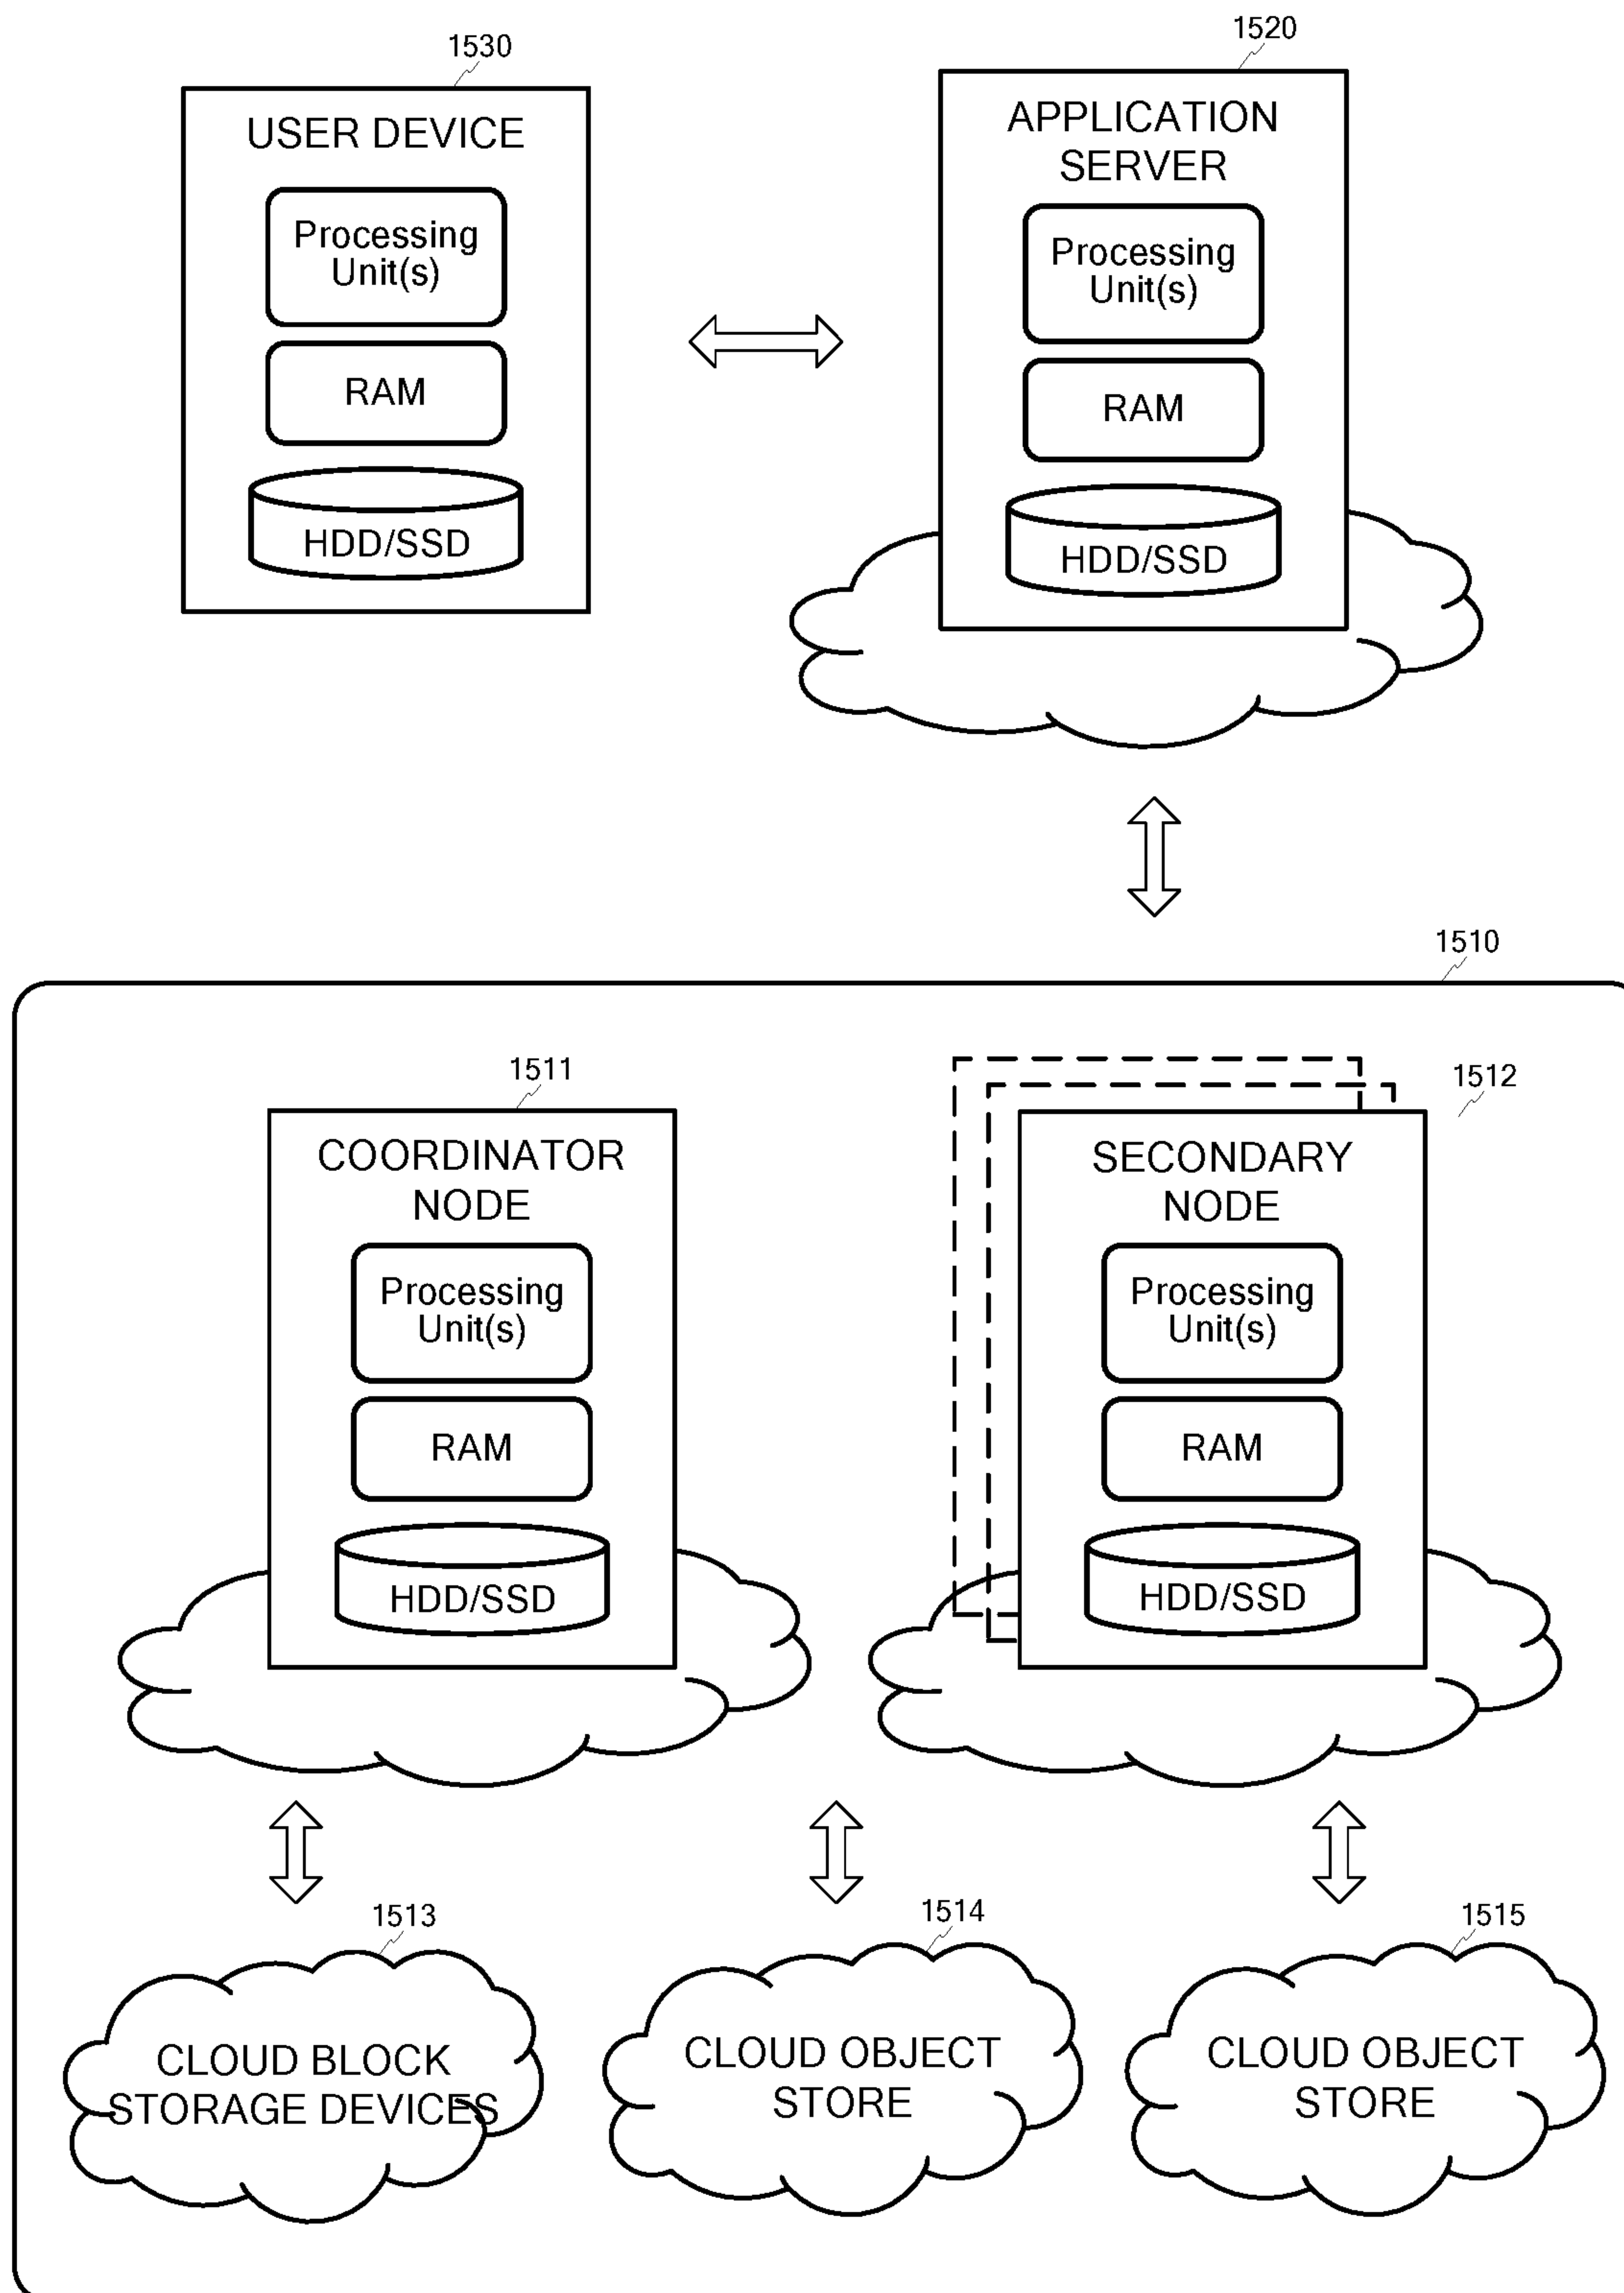 1530
USER DEVICE
Processing
Unit(s)
RAM
HDD/SSD
1520
APPLICATION
SERVER
Processing
Unit(s)
RAM
HDD/SSD
1510
1511
COORDINATOR
NODE
Processing
Unit(s)
RAM
HDD/SSD
1512
SECONDARY
NODE
Processing
Unit(s)
RAM
HDD/SSD
1513
CLOUD BLOCK
STORAGE DEVICES
1514
CLOUD OBJECT
STORE
1515
CLOUD OBJECT
STORE